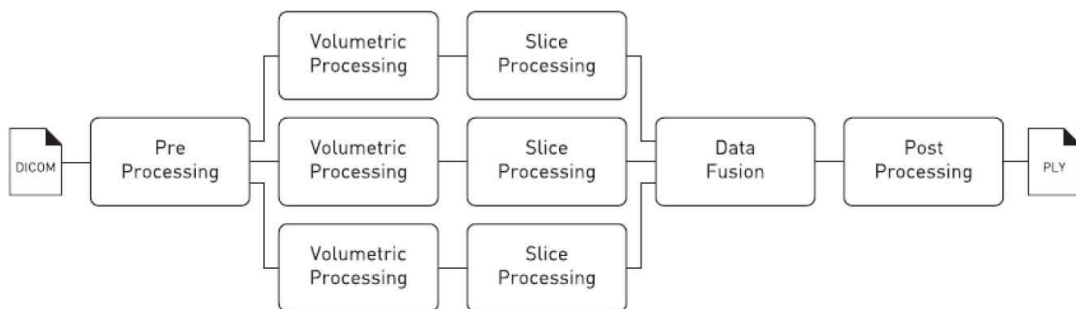 Volumetric
Processing
Slice
Processing
DICOM
Pre
Processing
Volumetric
Processing
Slice
Processing
Data
Fusion
Post
Processing
PLY
Volumetric
Processing
Slice
Processing